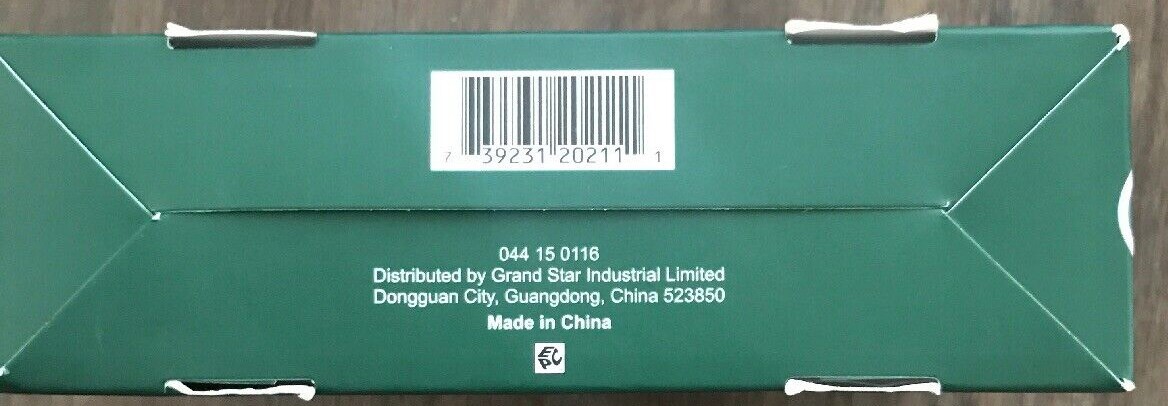 7 39231 20211 1
044 15 0116
Distributed by Grand Star Industrial Limited
Dongguan City, Guangdong, China 523850
Made in China
EPC